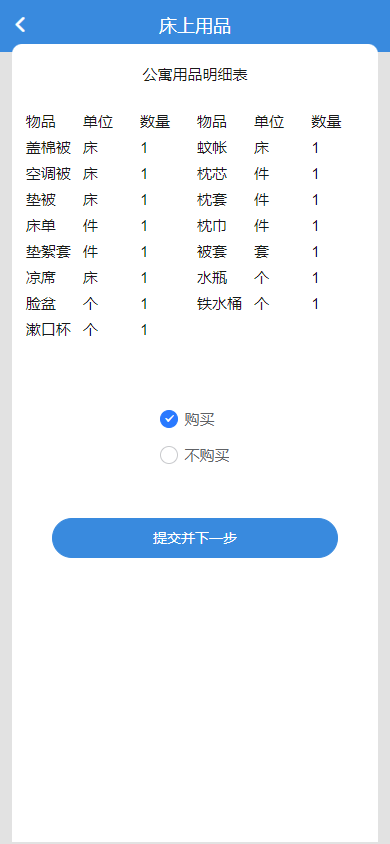 床上用品
公寓用品明细表
物品 单位 数量 物品 单位 数量
盖棉被 床 1 蚊帐 床 1
空调被 床 1 枕芯 件 1
垫被 床 1 枕套 件 1
床单 件 1 枕巾 件 1
垫絮套 件 1 被套 套 1
凉席 床 1 水瓶 个 1
脸盆 个 1 铁水桶 个 1
漱口杯 个 1
购买
不购买
提交并下一步